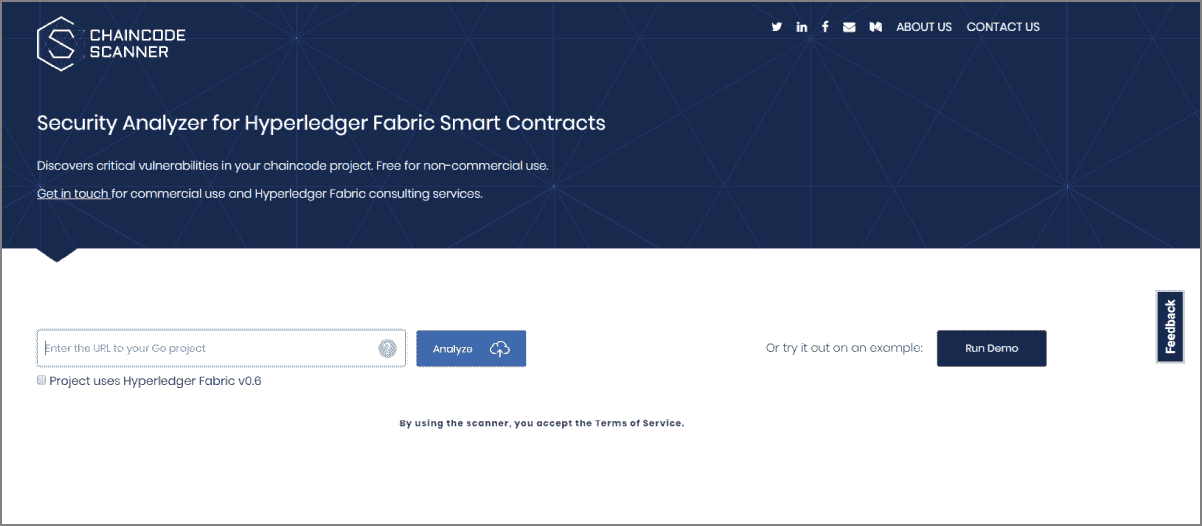 CHAINCODE
SCANNER
ABOUT US
CONTACT US
Security Analyzer for Hyperledger Fabric Smart Contracts
Discovers critical vulnerabilities in your chaincode project. Free for non-commercial use.
Get in touch for commercial use and Hyperledger Fabric consulting services.
Feedback
Enter the URL to your Go project
Analyze
Or try it out on an example:
Run Demo
Project uses Hyperledger Fabric v0.6
By using the scanner, you accept the Terms of Service.